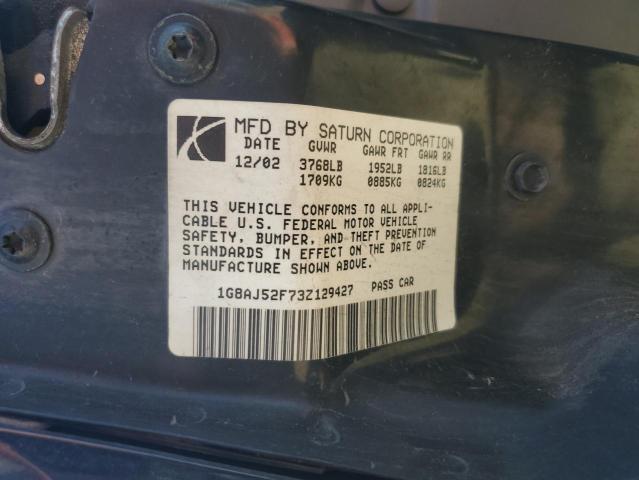 MFD BY SATURN CORPORATION
DATE GVWR GAWR FRT GAWR RR
12/02 3768LB 1952LB 1816LB
1709KG 0885KG 0824KG
THIS VEHICLE CONFORMS TO ALL APPLI-
CABLE U.S. FEDERAL MOTOR VEHICLE
SAFETY, BUMPER, AND THEFT PREVENTION
STANDARDS IN EFFECT ON THE DATE OF
MANUFACTURE SHOWN ABOVE.
1G8AJ52F73Z129427 PASS CAR